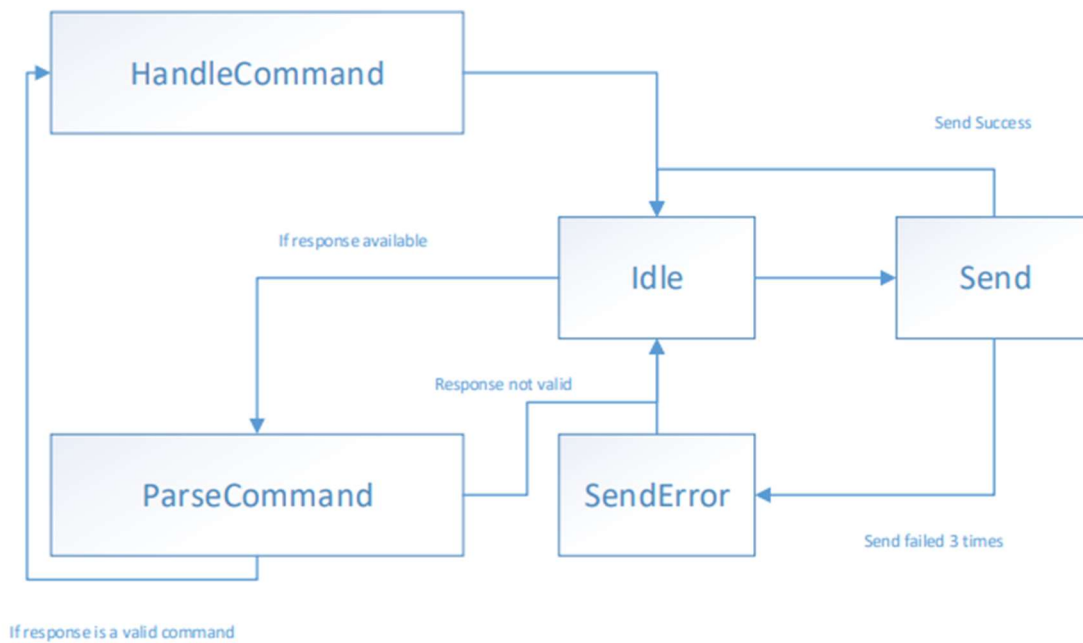 HandleCommand
Send Success
If response available
Idle
Send
Response not valid
ParseCommand
SendError
Send failed 3 times
If response is a valid command